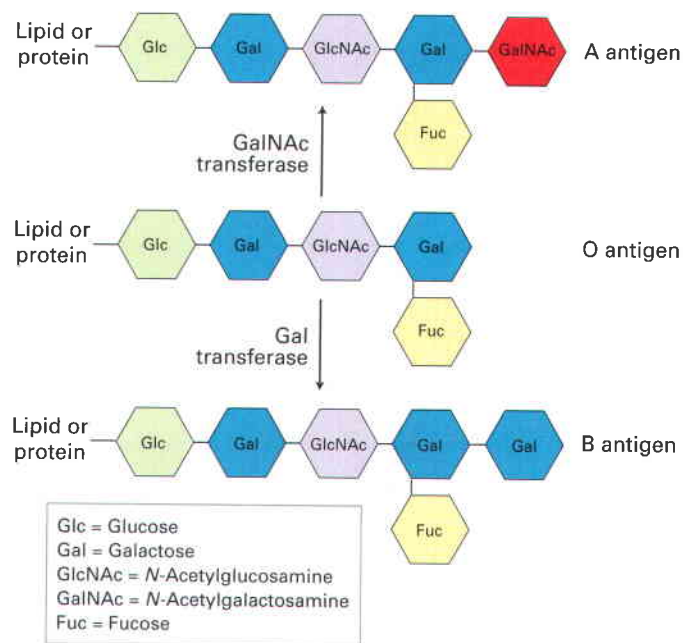 Lipid or
protein
Glc
Gal
GlcNAc
Gal
GalNAc
A antigen
Fuc
GalNAc
transferase
Lipid or
protein
Glc
Gal
GlcNAc
Gal
O antigen
Fuc
Gal
transferase
Lipid or
protein
Glc
Gal
GlcNAc
Gal
Gal
B antigen
Fuc
Glc = Glucose
Gal = Galactose
GlcNAc = N-Acetylglucosamine
GalNAc = N-Acetylgalactosamine
Fuc = Fucose